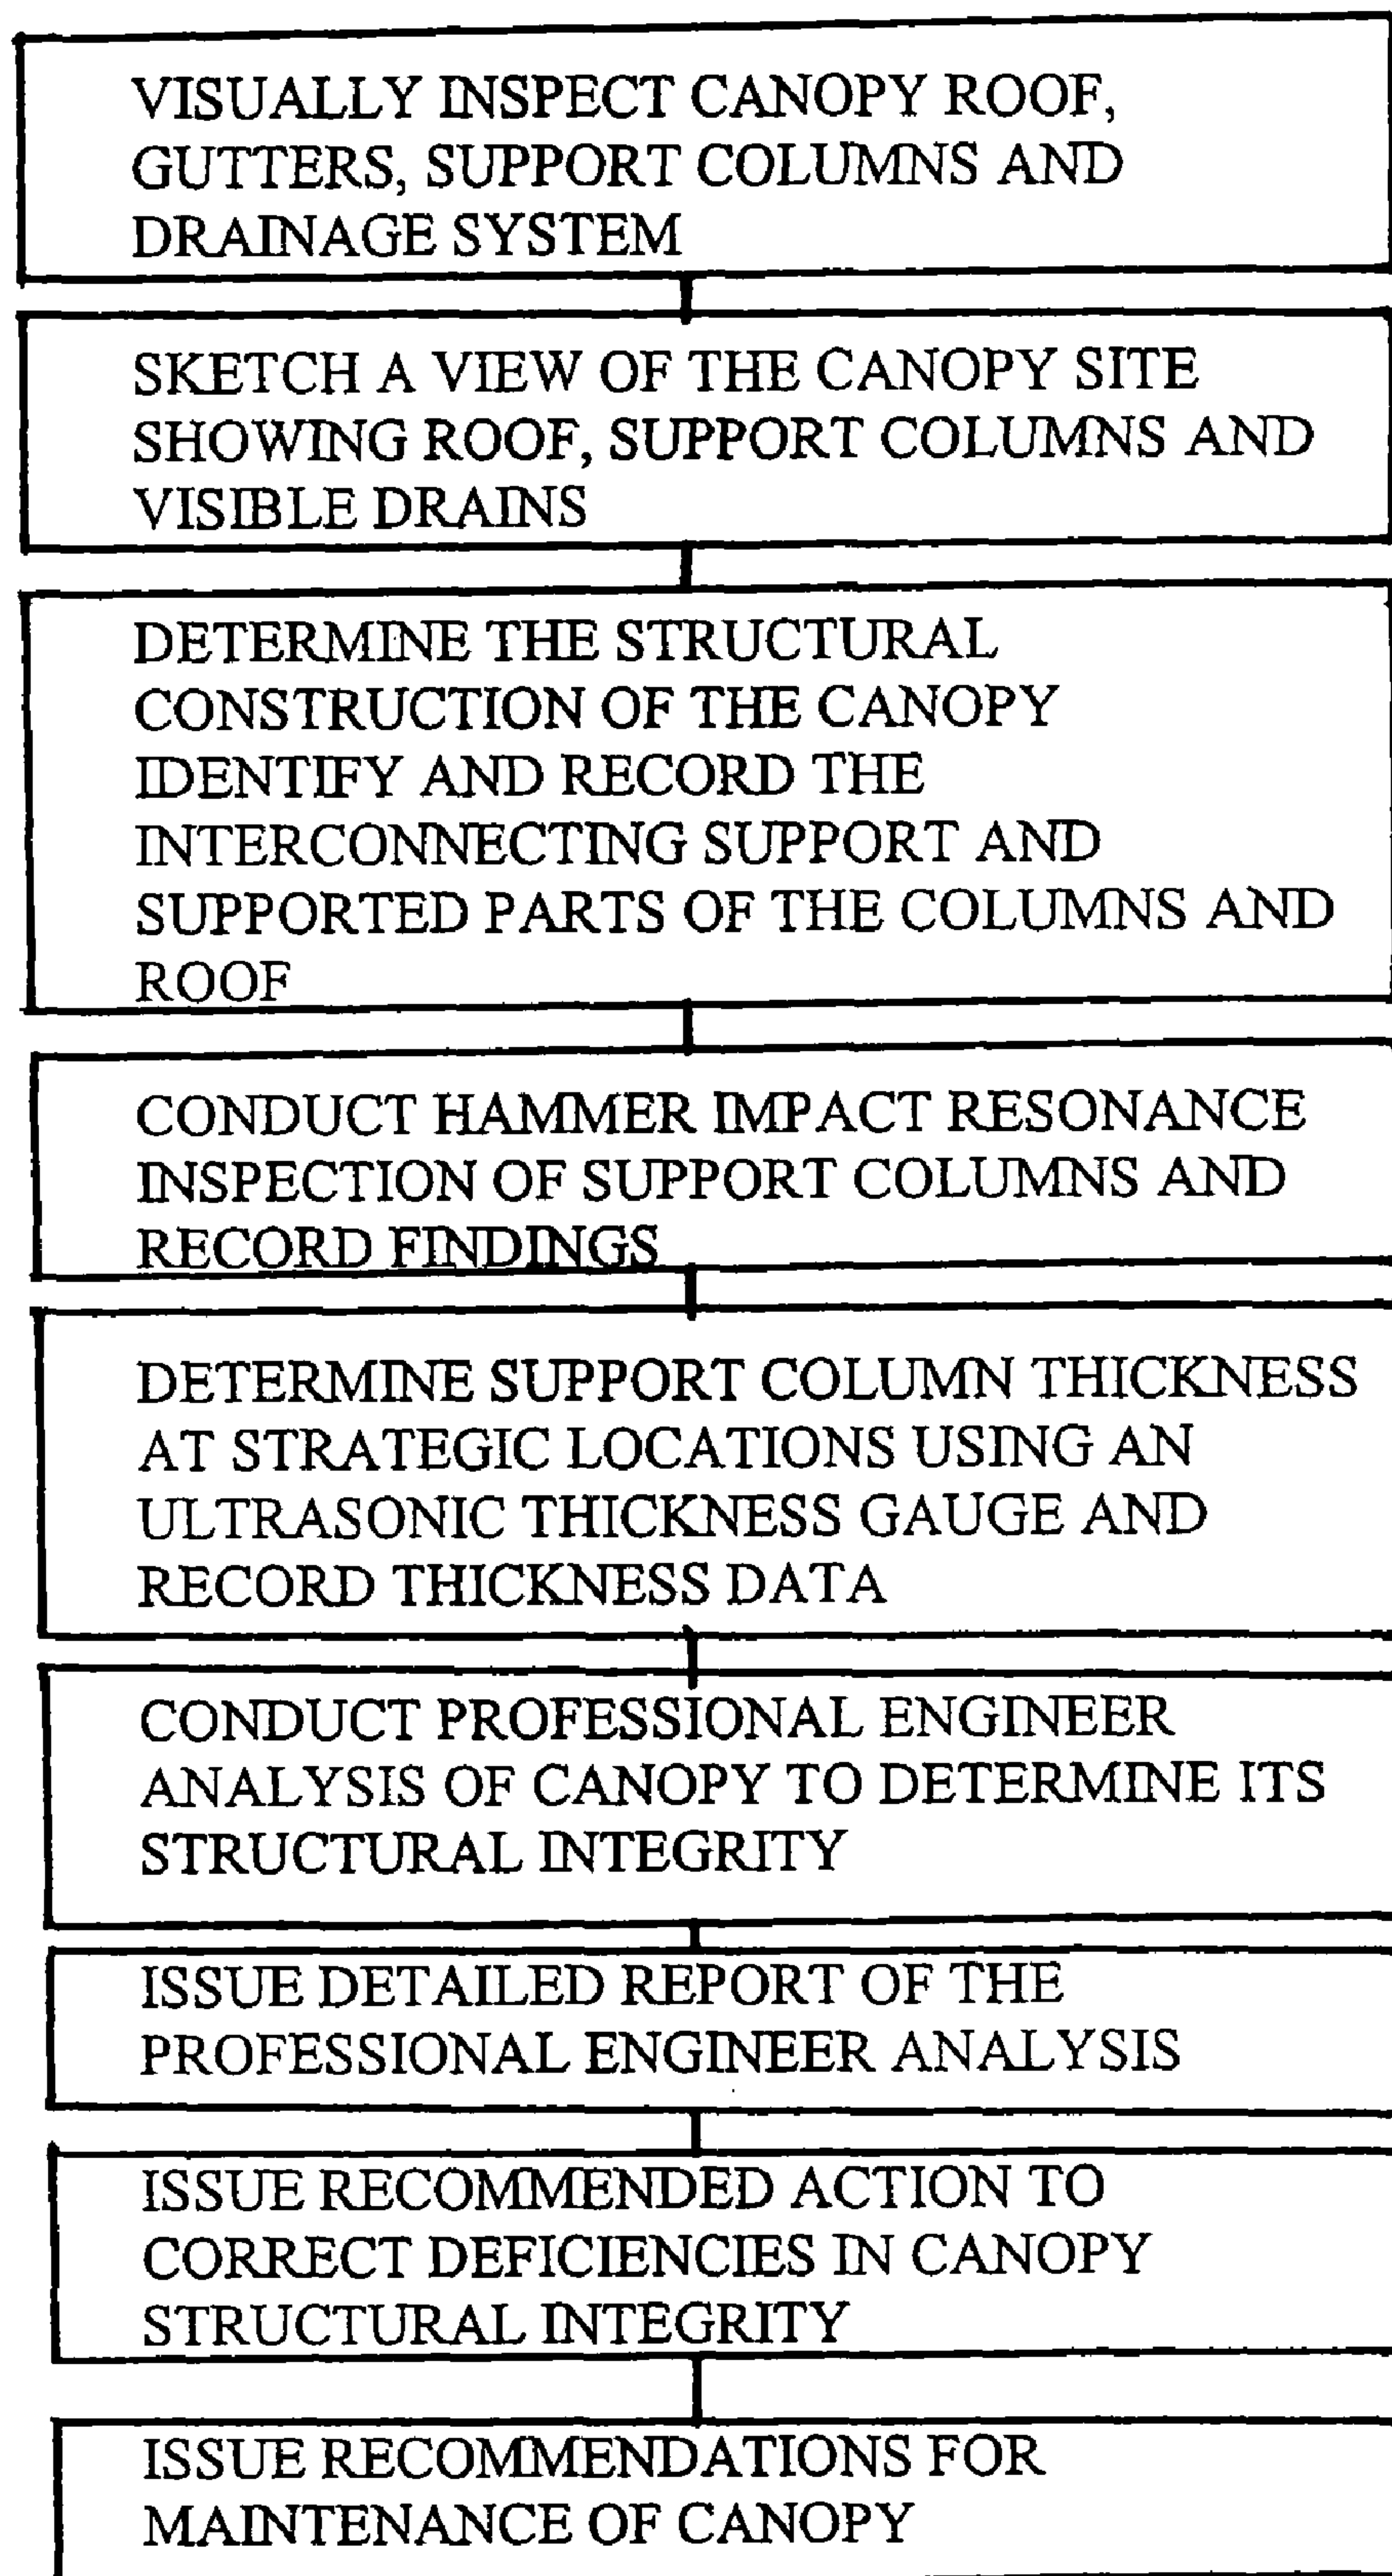 VISUALLY INSPECT CANOPY ROOF,
GUTTERS, SUPPORT COLUMNS AND
DRAINAGE SYSTEM
SKETCH A VIEW OF THE CANOPY SITE
SHOWING ROOF, SUPPORT COLUMNS AND
VISIBLE DRAINS
DETERMINE THE STRUCTURAL
CONSTRUCTION OF THE CANOPY
IDENTIFY AND RECORD THE
INTERCONNECTING SUPPORT AND
SUPPORTED PARTS OF THE COLUMNS AND
ROOF
CONDUCT HAMMER IMPACT RESONANCE
INSPECTION OF SUPPORT COLUMNS AND
RECORD FINDINGS
DETERMINE SUPPORT COLUMN THICKNESS
AT STRATEGIC LOCATIONS USING AN
ULTRASONIC THICKNESS GAUGE AND
RECORD THICKNESS DATA
CONDUCT PROFESSIONAL ENGINEER
ANALYSIS OF CANOPY TO DETERMINE ITS
STRUCTURAL INTEGRITY
ISSUE DETAILED REPORT OF THE
PROFESSIONAL ENGINEER ANALYSIS
ISSUE RECOMMENDED ACTION TO
CORRECT DEFICIENCIES IN CANOPY
STRUCTURAL INTEGRITY
ISSUE RECOMMENDATIONS FOR
MAINTENANCE OF CANOPY